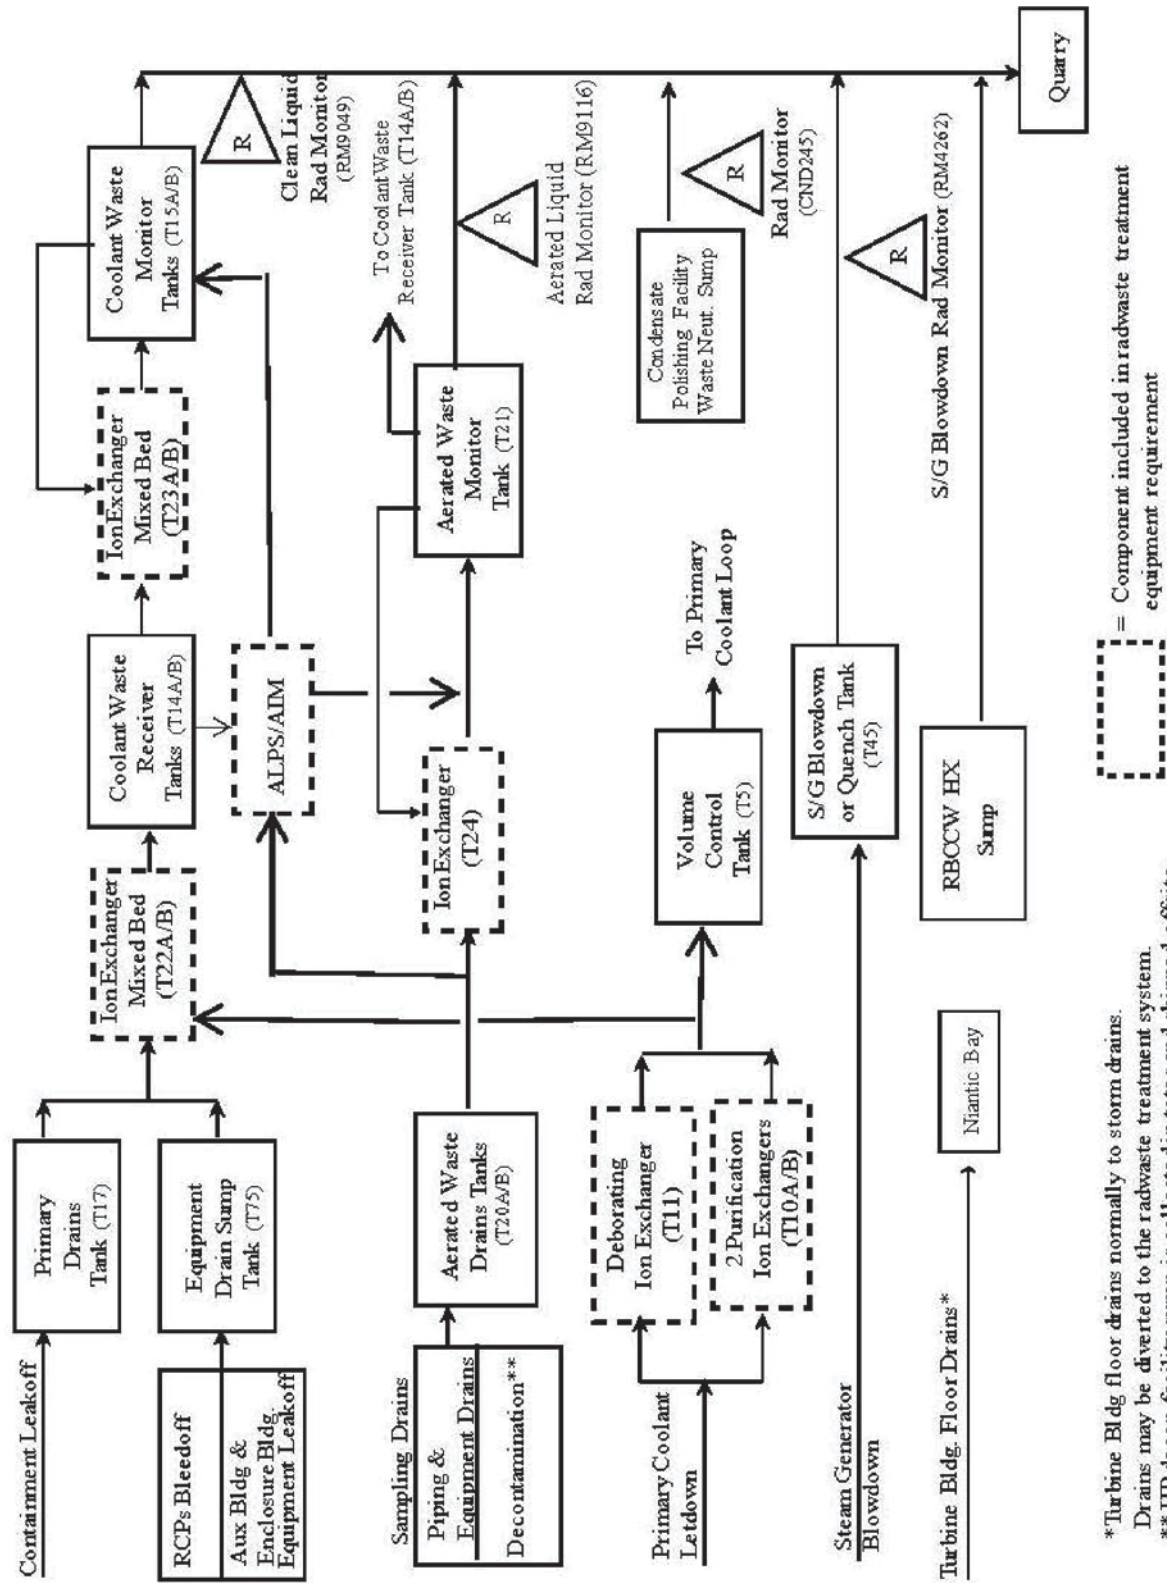 Containment Leakoff
Primary
Drains
Tank (T17)
RCPs Bleedoff
Aux Bldg &
Enclosure Bldg.
Equipment Leakoff
Equipment
Drain Sump
Tank (T75)
Ion Exchanger
Mixed Bed
(T22A/B)
Coolant Waste
Receiver
Tanks (T14A/B)
Ion Exchanger
Mixed Bed
(T23A/B)
Coolant Waste
Monitor
Tanks (T15A/B)
R
Clean Liquid
Rad Monitor
(RM9049)
ALPS/AIM
Sampling Drains
Piping &
Equipment Drains
Decontamination**
Aerated Waste
Drains Tanks
(T20A/B)
Ion Exchanger
(T24)
Aerated Waste
Monitor
Tank (T21)
To Coolant Waste
Receiver Tank (T14A/B)
R
Aerated Liquid
Rad Monitor (RM9116)
Primary Coolant
Letdown
Deborating
Ion Exchanger
(T11)
2 Purification
Ion Exchangers
(T10A/B)
Volume
Control
Tank (T5)
To Primary
Coolant Loop
Condensate
Polishing Facility
Waste Neut. Sump
R
Rad Monitor
(CND245)
Steam Generator
Blowdown
S/G Blowdown
or Quench Tank
(T45)
R
S/G Blowdown Rad Monitor (RM4262)
Turbine Bldg. Floor Drains*
Niantic Bay
RBCCW HX
Sump
Quarry
*Turbine Bldg floor drains normally to storm drains.
Drains may be diverted to the radwaste treatment system.
= Component included in radwaste treatment
equipment requirement